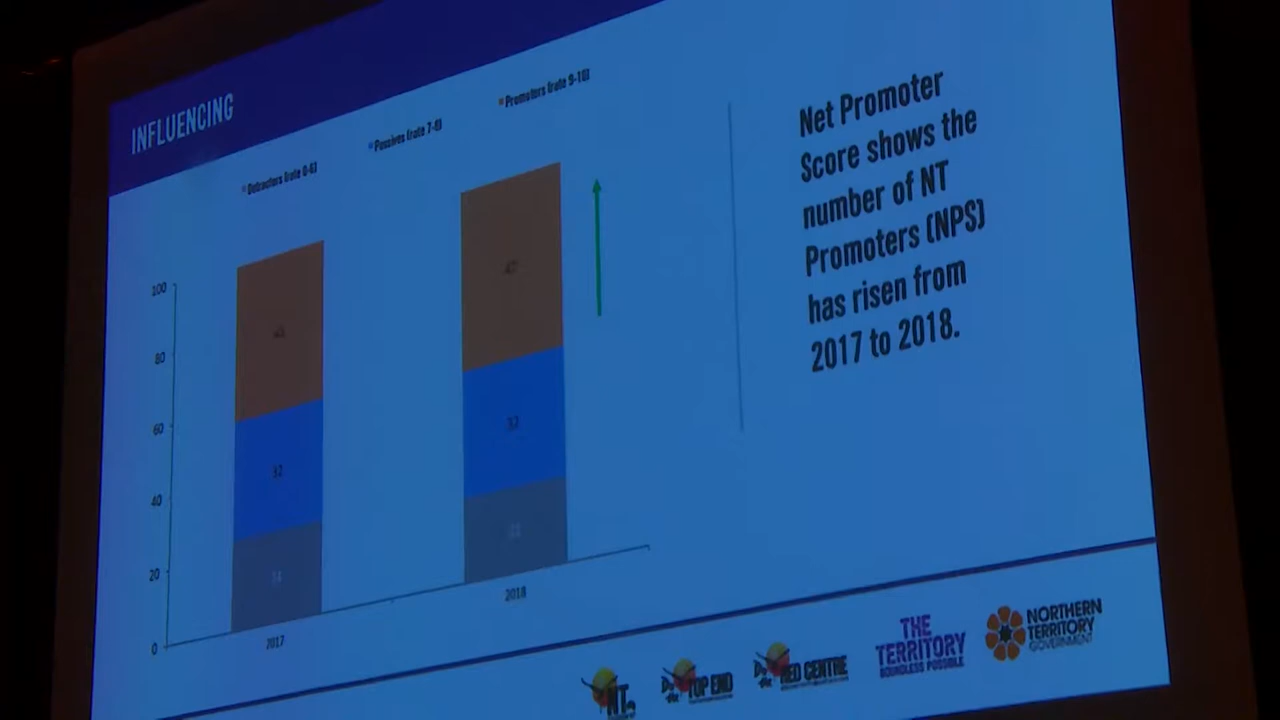 INFLUENCING
Detractors (rate 0-6)
Passives (rate 7-8)
Promoters (rate 9-10)
100
80
60
40
20
0
32
2017
2018
Net Promoter
Score shows the
number of NT
Promoters (NPS)
has risen from
2017 to 2018.
NT
TOP END
RED CENTRE
THE
TERRITORY
BOUNDLESS POSSIBLE
NORTHERN
TERRITORY
GOVERNMENT